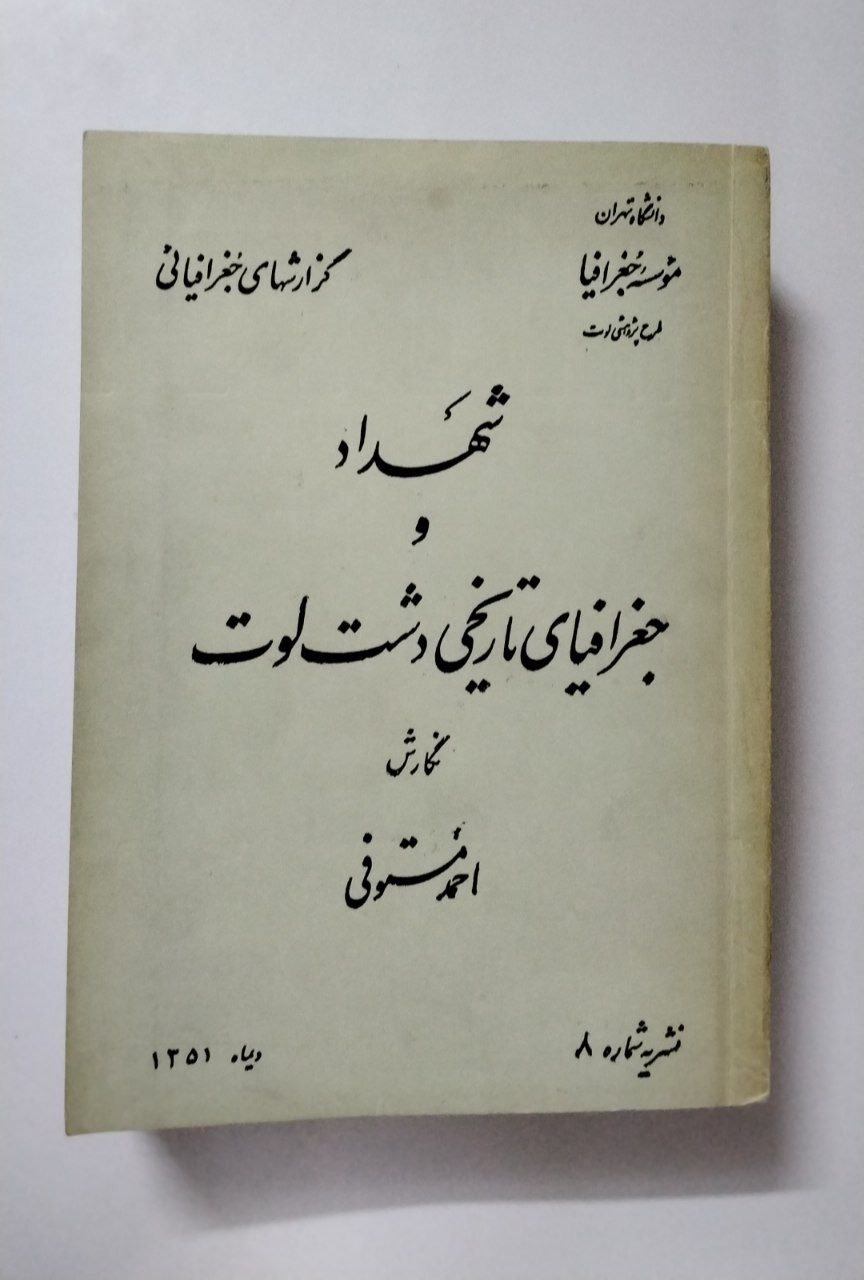 دانشگاه تهران
مؤسسهٔ جغرافیا
گزارشهای جغرافیائی
طرح پژوهشی لوت
شهداد
و
جغرافیای تاریخی دشت لوت
نگارش
احمد مستوفی
نشریه شماره ۸
دیماه ۱۳۵۱